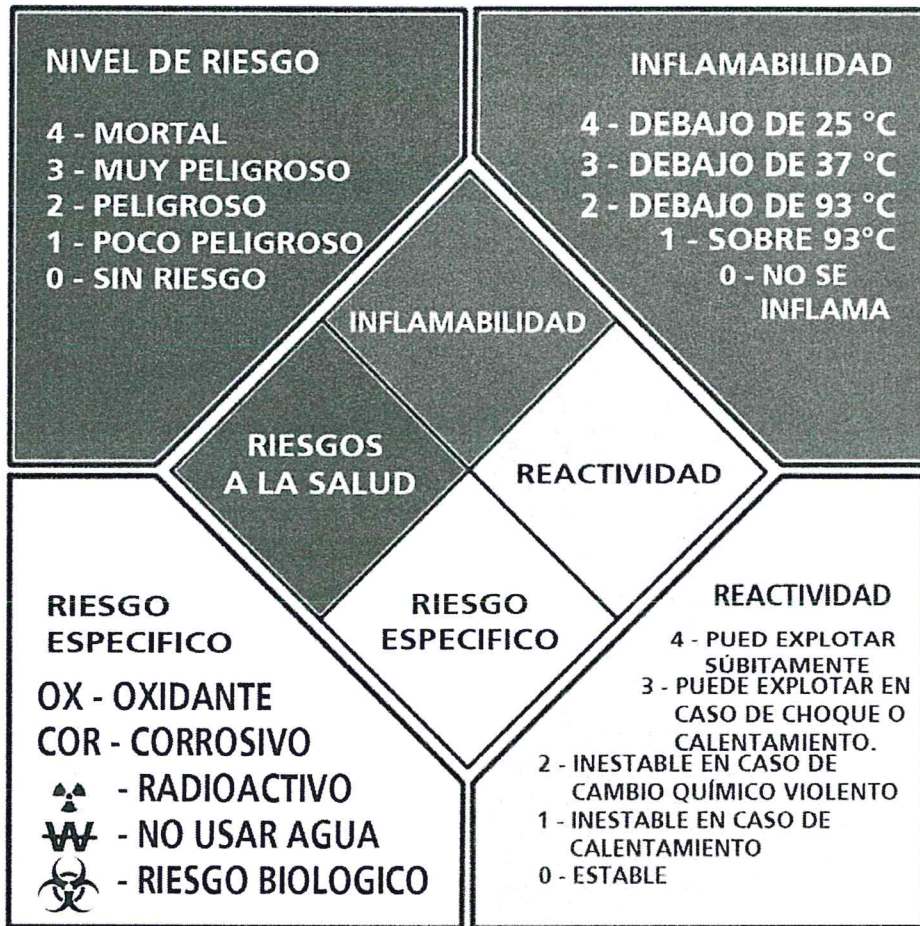 NIVEL DE RIESGO
4 - MORTAL
3 - MUY PELIGROSO
2 - PELIGROSO
1 - POCO PELIGROSO
0 - SIN RIESGO
INFLAMABILIDAD
4 - DEBAJO DE 25 °C
3 - DEBAJO DE 37 °C
2 - DEBAJO DE 93 °C
1 - SOBRE 93°C
0 - NO SE
INFLAMA
INFLAMABILIDAD
RIESGOS
A LA SALUD
REACTIVIDAD
RIESGO
ESPECIFICO
RIESGO
ESPECIFICO
OX - OXIDANTE
COR - CORROSIVO
- RADIOACTIVO
W - NO USAR AGUA
- RIESGO BIOLOGICO
REACTIVIDAD
4 - PUED EXPLOTAR
SÚBITAMENTE
3 - PUEDE EXPLOTAR EN
CASO DE CHOQUE O
CALENTAMIENTO.
2 - INESTABLE EN CASO DE
CAMBIO QUÍMICO VIOLENTO
1 - INESTABLE EN CASO DE
CALENTAMIENTO
0 - ESTABLE